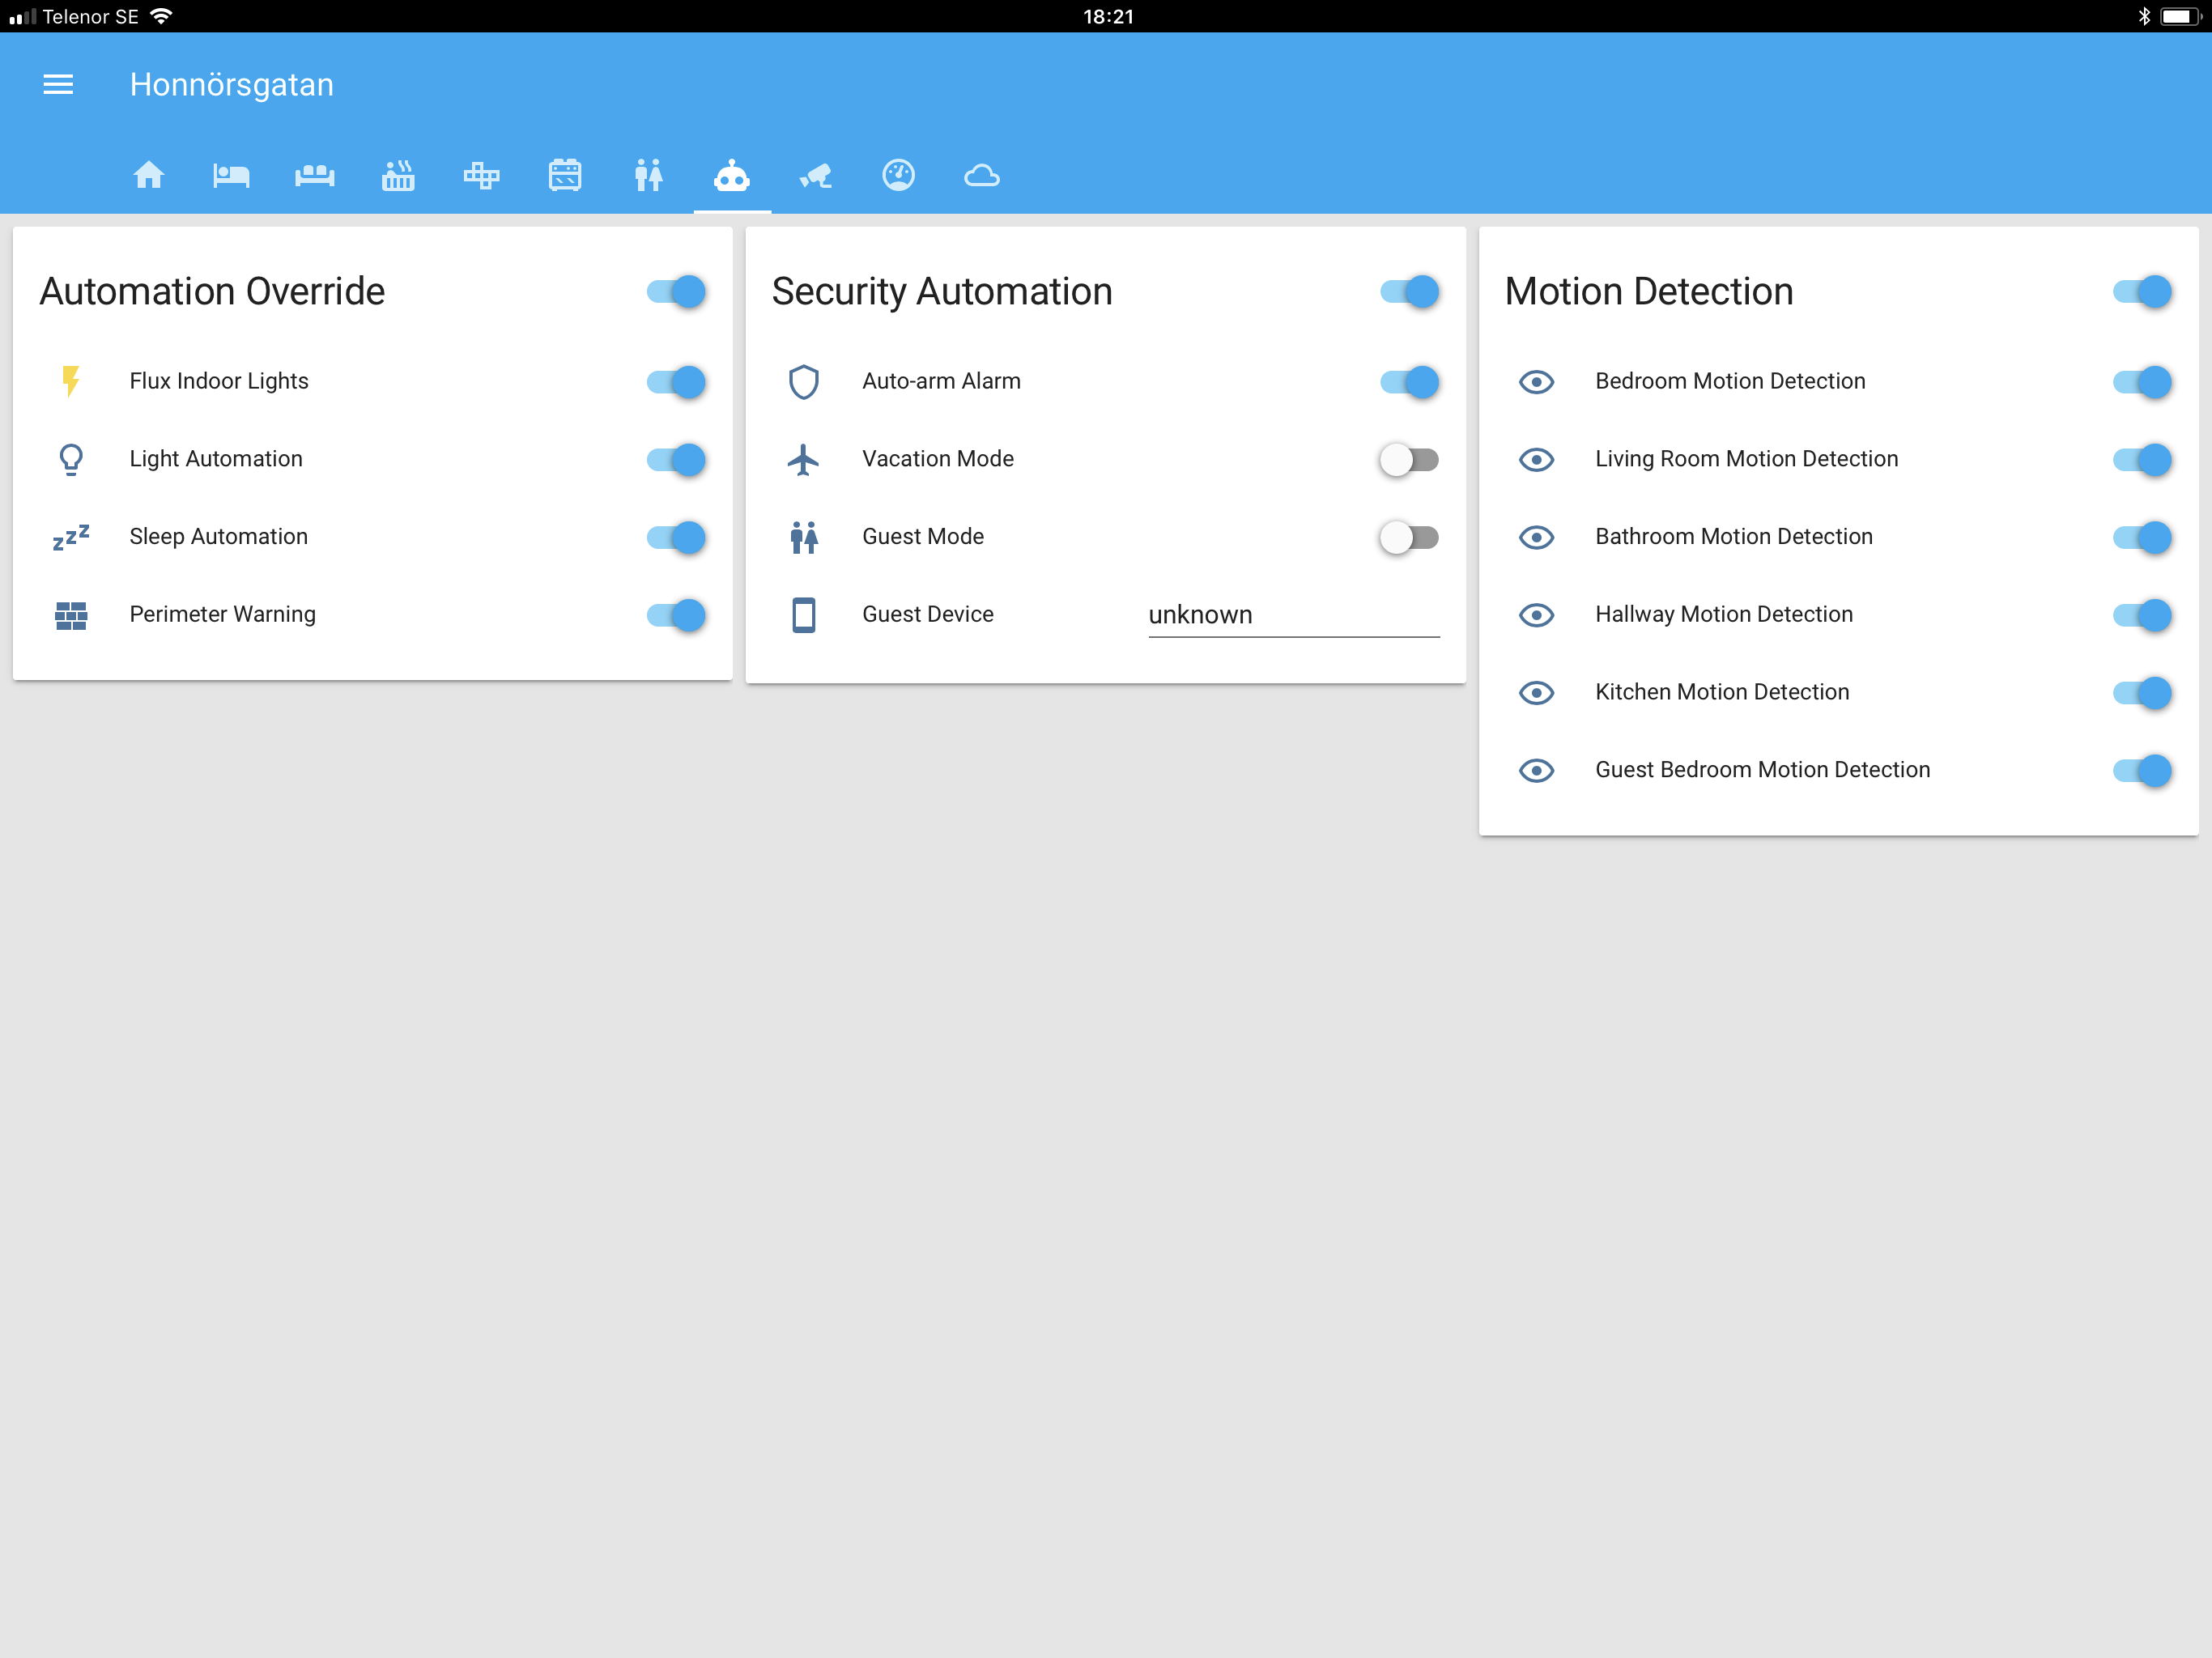 Telenor SE
18:21
Honnörsgatan
Automation Override
Flux Indoor Lights
Light Automation
Sleep Automation
Perimeter Warning
Security Automation
Auto-arm Alarm
Vacation Mode
Guest Mode
Guest Device unknown
Motion Detection
Bedroom Motion Detection
Living Room Motion Detection
Bathroom Motion Detection
Hallway Motion Detection
Kitchen Motion Detection
Guest Bedroom Motion Detection